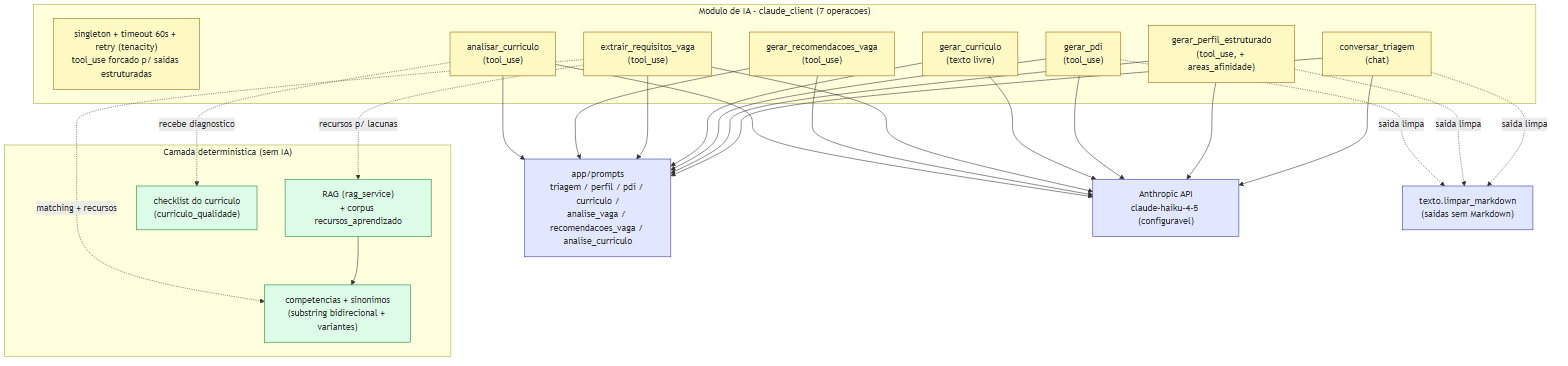 Modulo de IA - claude_client (7 operacoes)
singleton + timeout 60s +
retry (tenacity)
tool_use forcado p/ saidas
estruturadas
analisar_curriculo
(tool_use)
extrair_requisitos_vaga
(tool_use)
gerar_recomendacoes_vaga
(tool_use)
gerar_curriculo
(texto livre)
gerar_pdi
(tool_use)
gerar_perfil_estruturado
(tool_use, +
areas_afinidade)
conversar_triagem
(chat)
recebe diagnostico
recursos p/ lacunas
saida limpa
saida limpa
saida limpa
Camada deterministica (sem IA)
matching + recursos
checklist do curriculo
(curriculo_qualidade)
RAG (rag_service)
+ corpus
recursos_aprendizado
competencias + sinonimos
(substring bidirecional +
variantes)
app/prompts
triagem / perfil / pdi /
curriculo /
analise_vaga /
recomendacoes_vaga /
analise_curriculo
Anthropic API
claude-haiku-4-5
(configuravel)
texto.limpar_markdown
(saidas sem Markdown)